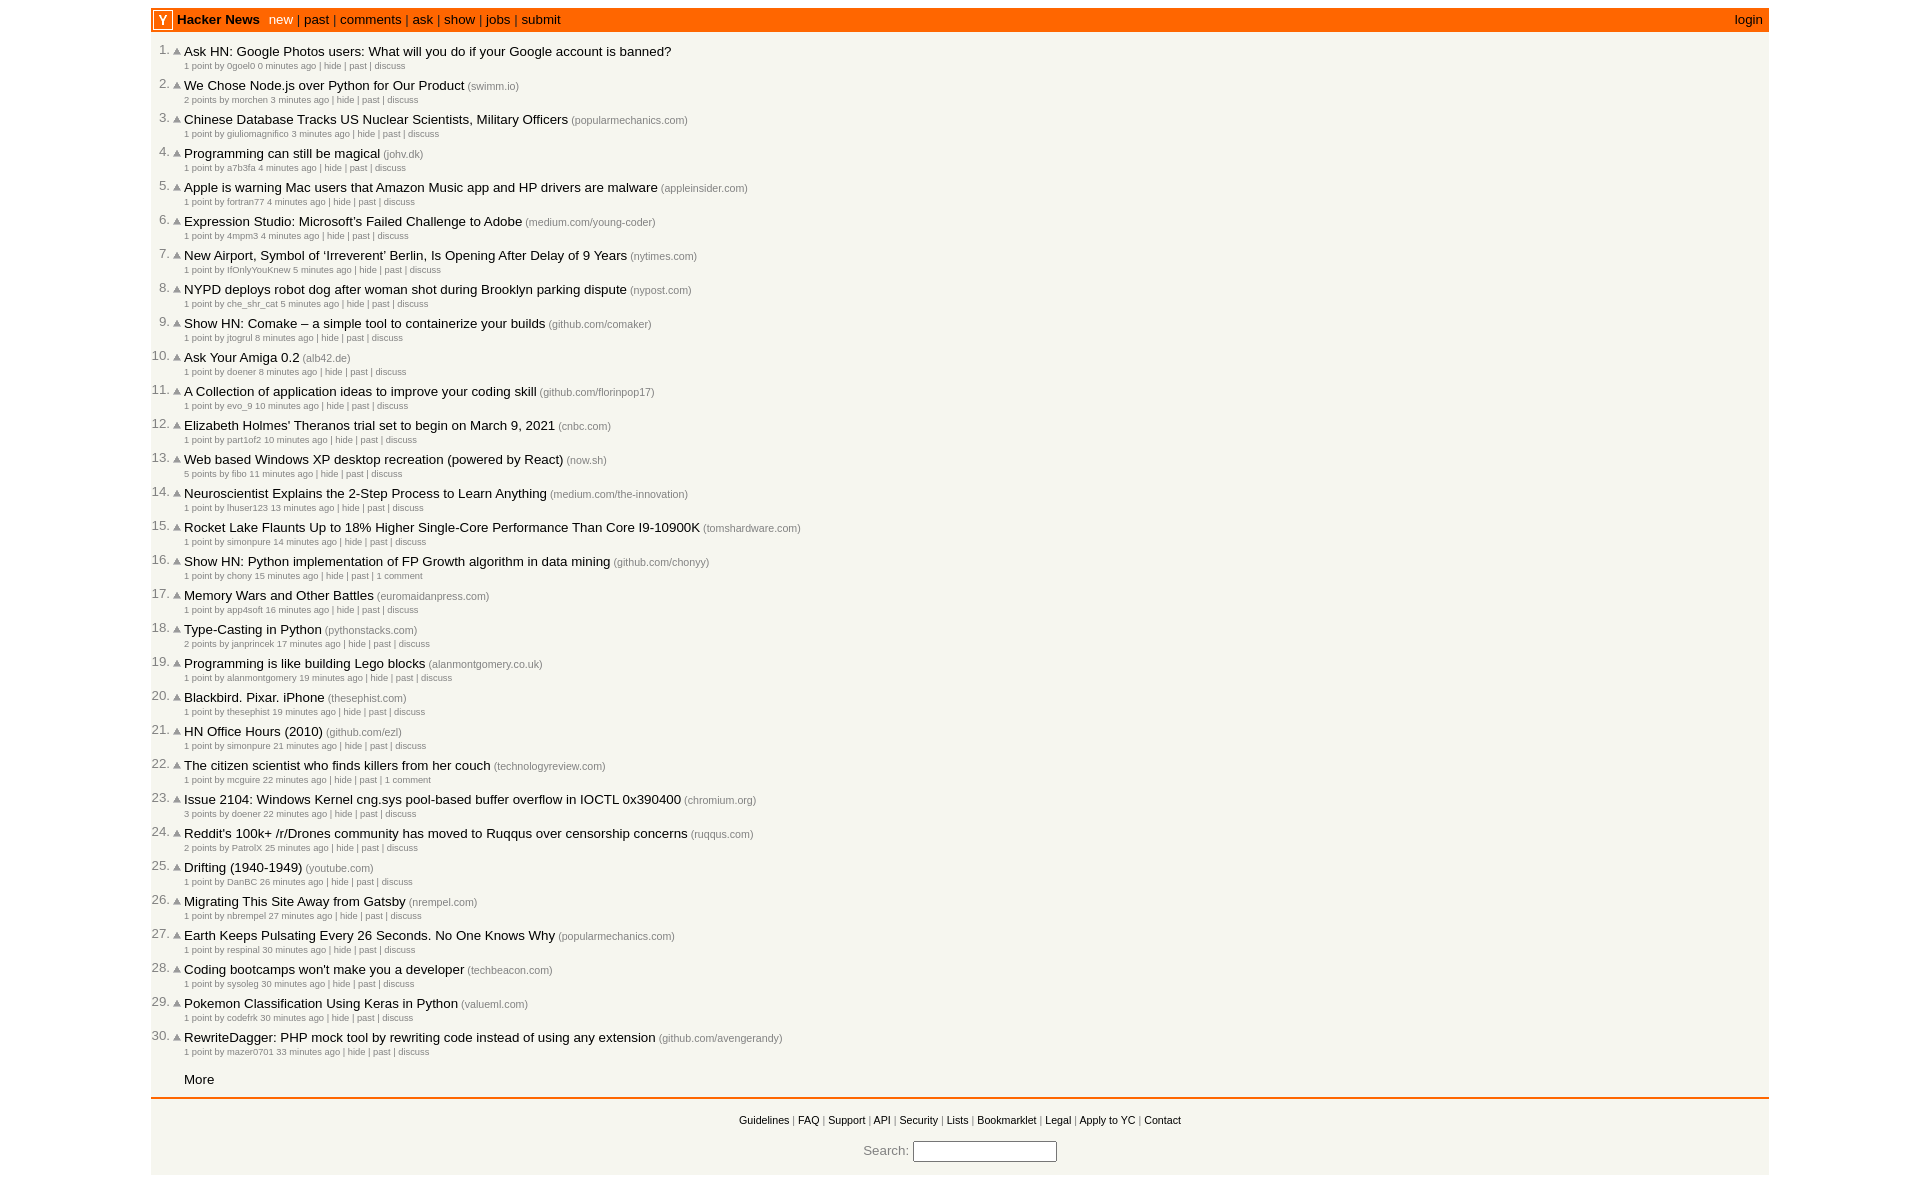 Y Hacker News new | past | comments | ask | show | jobs | submit login
1. Ask HN: Google Photos users: What will you do if your Google account is banned?
1 point by 0goel0 0 minutes ago | hide | past | discuss
2. We Chose Node.js over Python for Our Product (swimm.io)
2 points by morchen 3 minutes ago | hide | past | discuss
3. Chinese Database Tracks US Nuclear Scientists, Military Officers (popularmechanics.com)
1 point by giuliomagnifico 3 minutes ago | hide | past | discuss
4. Programming can still be magical (johv.dk)
1 point by a7b3fa 4 minutes ago | hide | past | discuss
5. Apple is warning Mac users that Amazon Music app and HP drivers are malware (appleinsider.com)
1 point by fortran77 4 minutes ago | hide | past | discuss
6. Expression Studio: Microsoft’s Failed Challenge to Adobe (medium.com/young-coder)
1 point by 4mpm3 4 minutes ago | hide | past | discuss
7. New Airport, Symbol of ‘Irreverent’ Berlin, Is Opening After Delay of 9 Years (nytimes.com)
1 point by IfOnlyYouKnew 5 minutes ago | hide | past | discuss
8. NYPD deploys robot dog after woman shot during Brooklyn parking dispute (nypost.com)
1 point by che_shr_cat 5 minutes ago | hide | past | discuss
9. Show HN: Comake – a simple tool to containerize your builds (github.com/comaker)
1 point by jtogrul 8 minutes ago | hide | past | discuss
10. Ask Your Amiga 0.2 (alb42.de)
1 point by doener 8 minutes ago | hide | past | discuss
11. A Collection of application ideas to improve your coding skill (github.com/florinpop17)
1 point by evo_9 10 minutes ago | hide | past | discuss
12. Elizabeth Holmes' Theranos trial set to begin on March 9, 2021 (cnbc.com)
1 point by part1of2 10 minutes ago | hide | past | discuss
13. Web based Windows XP desktop recreation (powered by React) (now.sh)
5 points by fibo 11 minutes ago | hide | past | discuss
14. Neuroscientist Explains the 2-Step Process to Learn Anything (medium.com/the-innovation)
1 point by lhuser123 13 minutes ago | hide | past | discuss
15. Rocket Lake Flaunts Up to 18% Higher Single-Core Performance Than Core I9-10900K (tomshardware.com)
1 point by simonpure 14 minutes ago | hide | past | discuss
16. Show HN: Python implementation of FP Growth algorithm in data mining (github.com/chonyy)
1 point by chony 15 minutes ago | hide | past | 1 comment
17. Memory Wars and Other Battles (euromaidanpress.com)
1 point by app4soft 16 minutes ago | hide | past | discuss
18. Type-Casting in Python (pythonstacks.com)
2 points by janprincek 17 minutes ago | hide | past | discuss
19. Programming is like building Lego blocks (alanmontgomery.co.uk)
1 point by alanmontgomery 19 minutes ago | hide | past | discuss
20. Blackbird. Pixar. iPhone (thesephist.com)
1 point by thesephist 19 minutes ago | hide | past | discuss
21. HN Office Hours (2010) (github.com/ezl)
1 point by simonpure 21 minutes ago | hide | past | discuss
22. The citizen scientist who finds killers from her couch (technologyreview.com)
1 point by mcguire 22 minutes ago | hide | past | 1 comment
23. Issue 2104: Windows Kernel cng.sys pool-based buffer overflow in IOCTL 0x390400 (chromium.org)
3 points by doener 22 minutes ago | hide | past | discuss
24. Reddit's 100k+ /r/Drones community has moved to Ruqqus over censorship concerns (ruqqus.com)
2 points by PatrolX 25 minutes ago | hide | past | discuss
25. Drifting (1940-1949) (youtube.com)
1 point by DanBC 26 minutes ago | hide | past | discuss
26. Migrating This Site Away from Gatsby (nrempel.com)
1 point by nbrempel 27 minutes ago | hide | past | discuss
27. Earth Keeps Pulsating Every 26 Seconds. No One Knows Why (popularmechanics.com)
1 point by respinal 30 minutes ago | hide | past | discuss
28. Coding bootcamps won't make you a developer (techbeacon.com)
1 point by sysoleg 30 minutes ago | hide | past | discuss
29. Pokemon Classification Using Keras in Python (valueml.com)
1 point by codefrk 30 minutes ago | hide | past | discuss
30. RewriteDagger: PHP mock tool by rewriting code instead of using any extension (github.com/avengerandy)
1 point by mazer0701 33 minutes ago | hide | past | discuss
More
Guidelines | FAQ | Support | API | Security | Lists | Bookmarklet | Legal | Apply to YC | Contact
Search: